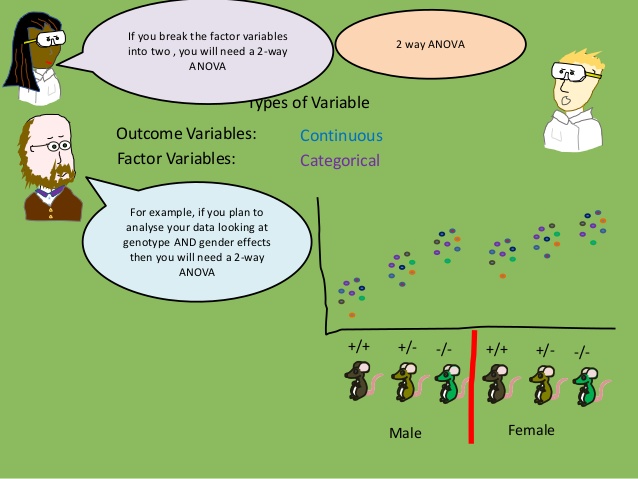 If you break the factor variables
into two , you will need a 2-way
ANOVA
2 way ANOVA
Types of Variable
Outcome Variables: Continuous
Factor Variables: Categorical
For example, if you plan to
analyse your data looking at
genotype AND gender effects
then you will need a 2-way
ANOVA
+/+ +/- -/- +/+ +/- -/-
Male Female